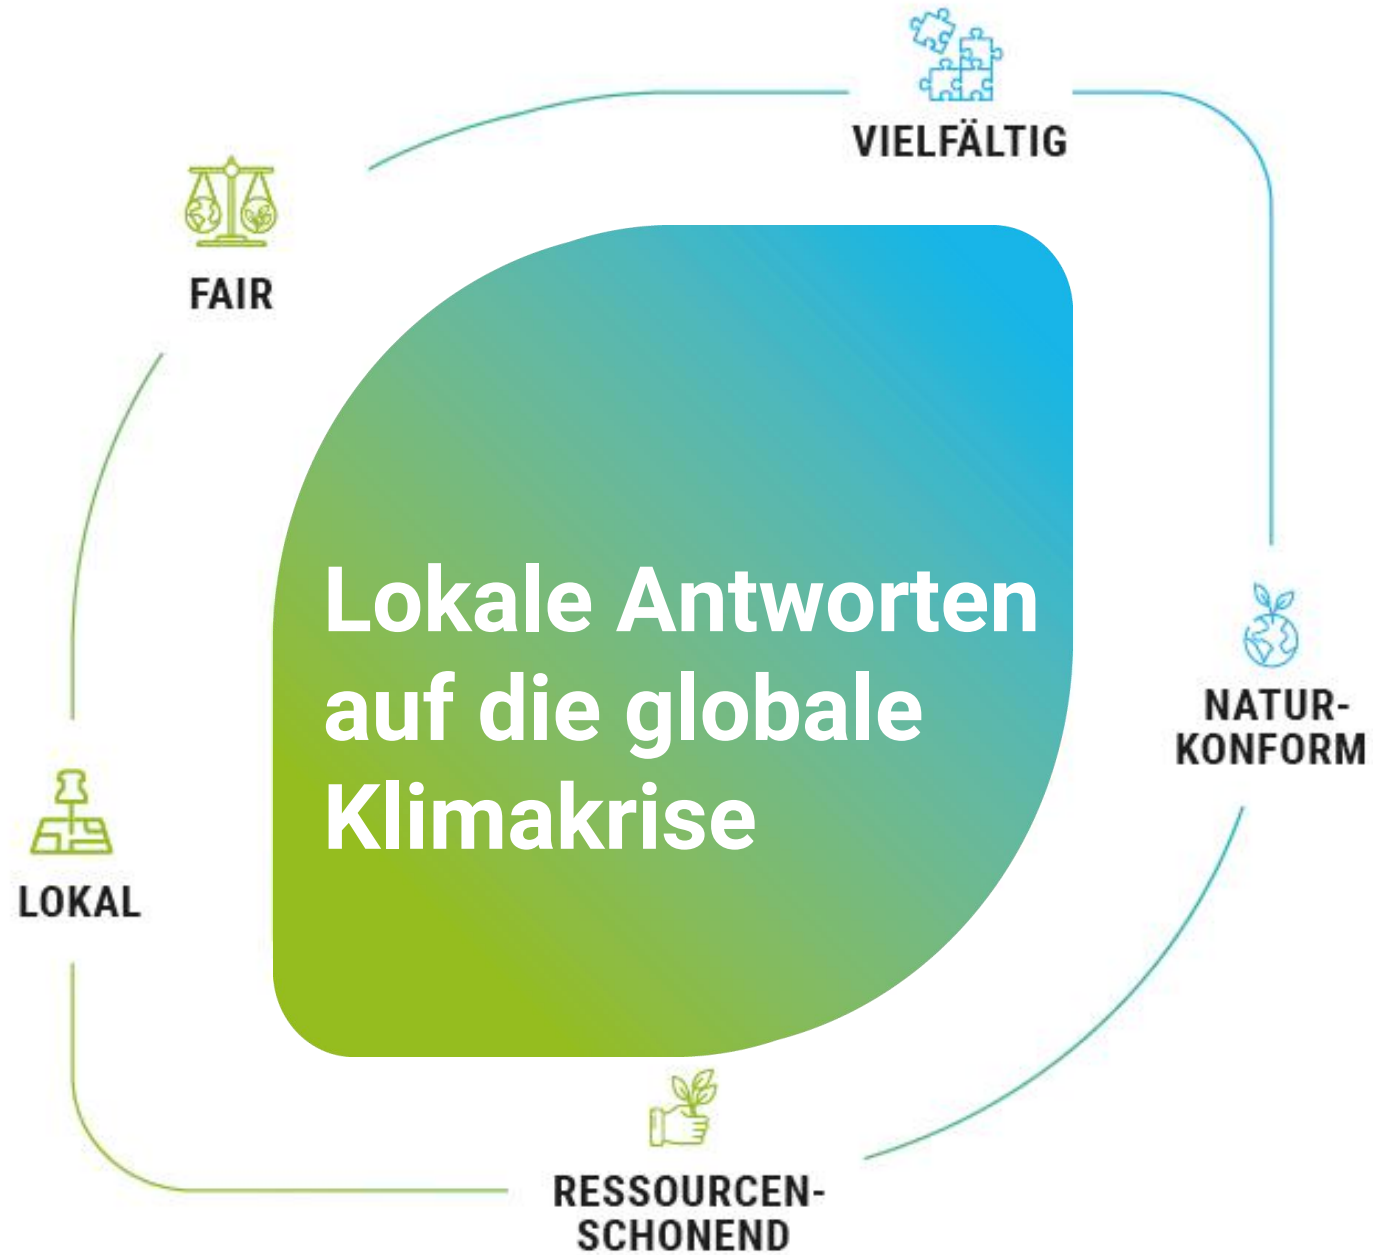 VIELFÄLTIG
FAIR
Lokale Antworten
auf die globale
Klimakrise
NATUR-
KONFORM
LOKAL
RESSOURCEN-
SCHONEND